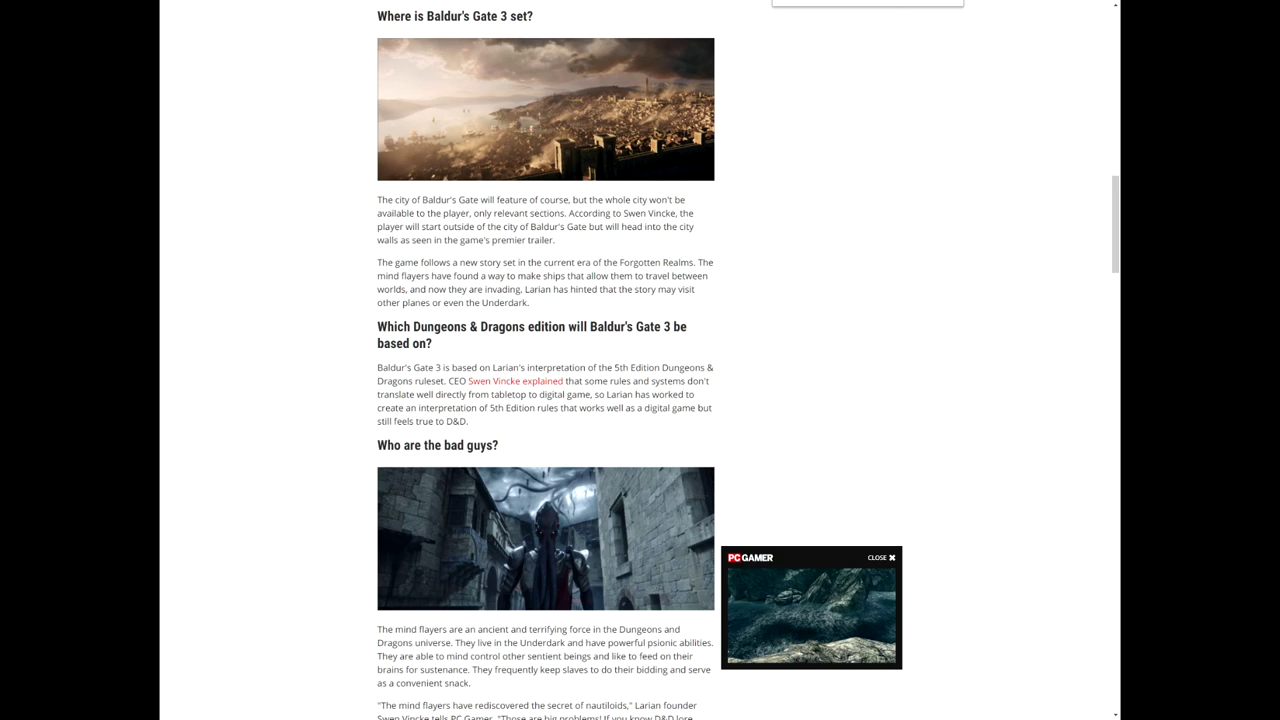 Where is Baldur's Gate 3 set?
The city of Baldur's Gate will feature of course, but the whole city won't be
available to the player, only relevant sections. According to Swen Vincke, the
player will start outside of the city of Baldur's Gate but will head into the city
walls as seen in the game's premier trailer.
The game follows a new story set in the current era of the Forgotten Realms. The
mind flayers have found a way to make ships that allow them to travel between
worlds, and now they are invading. Larian has hinted that the story may visit
other planes or even the Underdark.
Which Dungeons & Dragons edition will Baldur's Gate 3 be
based on?
Baldur's Gate 3 is based on Larian's interpretation of the 5th Edition Dungeons &
Dragons ruleset. CEO Swen Vincke explained that some rules and systems don't
translate well directly from tabletop to digital game, so Larian has worked to
create an interpretation of 5th Edition rules that works well as a digital game but
still feels true to D&D.
Who are the bad guys?
PC GAMER
CLOSE ✖
The mind flayers are an ancient and terrifying force in the Dungeons and
Dragons universe. They live in the Underdark and have powerful psionic abilities.
They are able to mind control other sentient beings and like to feed on their
brains for sustenance. They frequently keep slaves to do their bidding and serve
as a convenient snack.
"The mind flayers have rediscovered the secret of nautiloids," Larian founder
Swen Vincke tells PC Gamer. "Those are big problems! If you know D&D lore